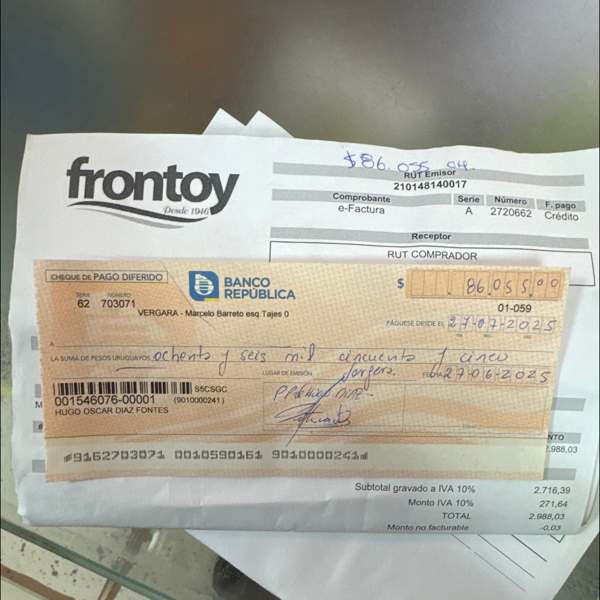 $86.055 ch.
frontoy
Desde 1946
RUT Emisor
210148140017
Comprobante Serie Número F. pago
e-Factura A 2720662 Crédito
Receptor
RUT COMPRADOR
CHEQUE DE PAGO DIFERIDO
BANCO REPÚBLICA
$ 86.055.00
SERIE NÚMERO
62 703071
01-059
VERGARA - Marcelo Barreto esq.Tajes 0
PÁGUESE DESDE EL 27-07-2025
A
LA SUMA DE PESOS URUGUAYOS ochenta y seis mil cincuenta y cinco
LUGAR DE EMISIÓN Vergara. FECHA 27-06-2025
S5CSGC
001546076-00001 (9010000241)
HUGO OSCAR DIAZ FONTES
9162703071 0010590161 9010000241
2.988,03
Subtotal gravado a IVA 10% 2.716,39
Monto IVA 10% 271,64
TOTAL 2.988,03
Monto no facturable -0,03